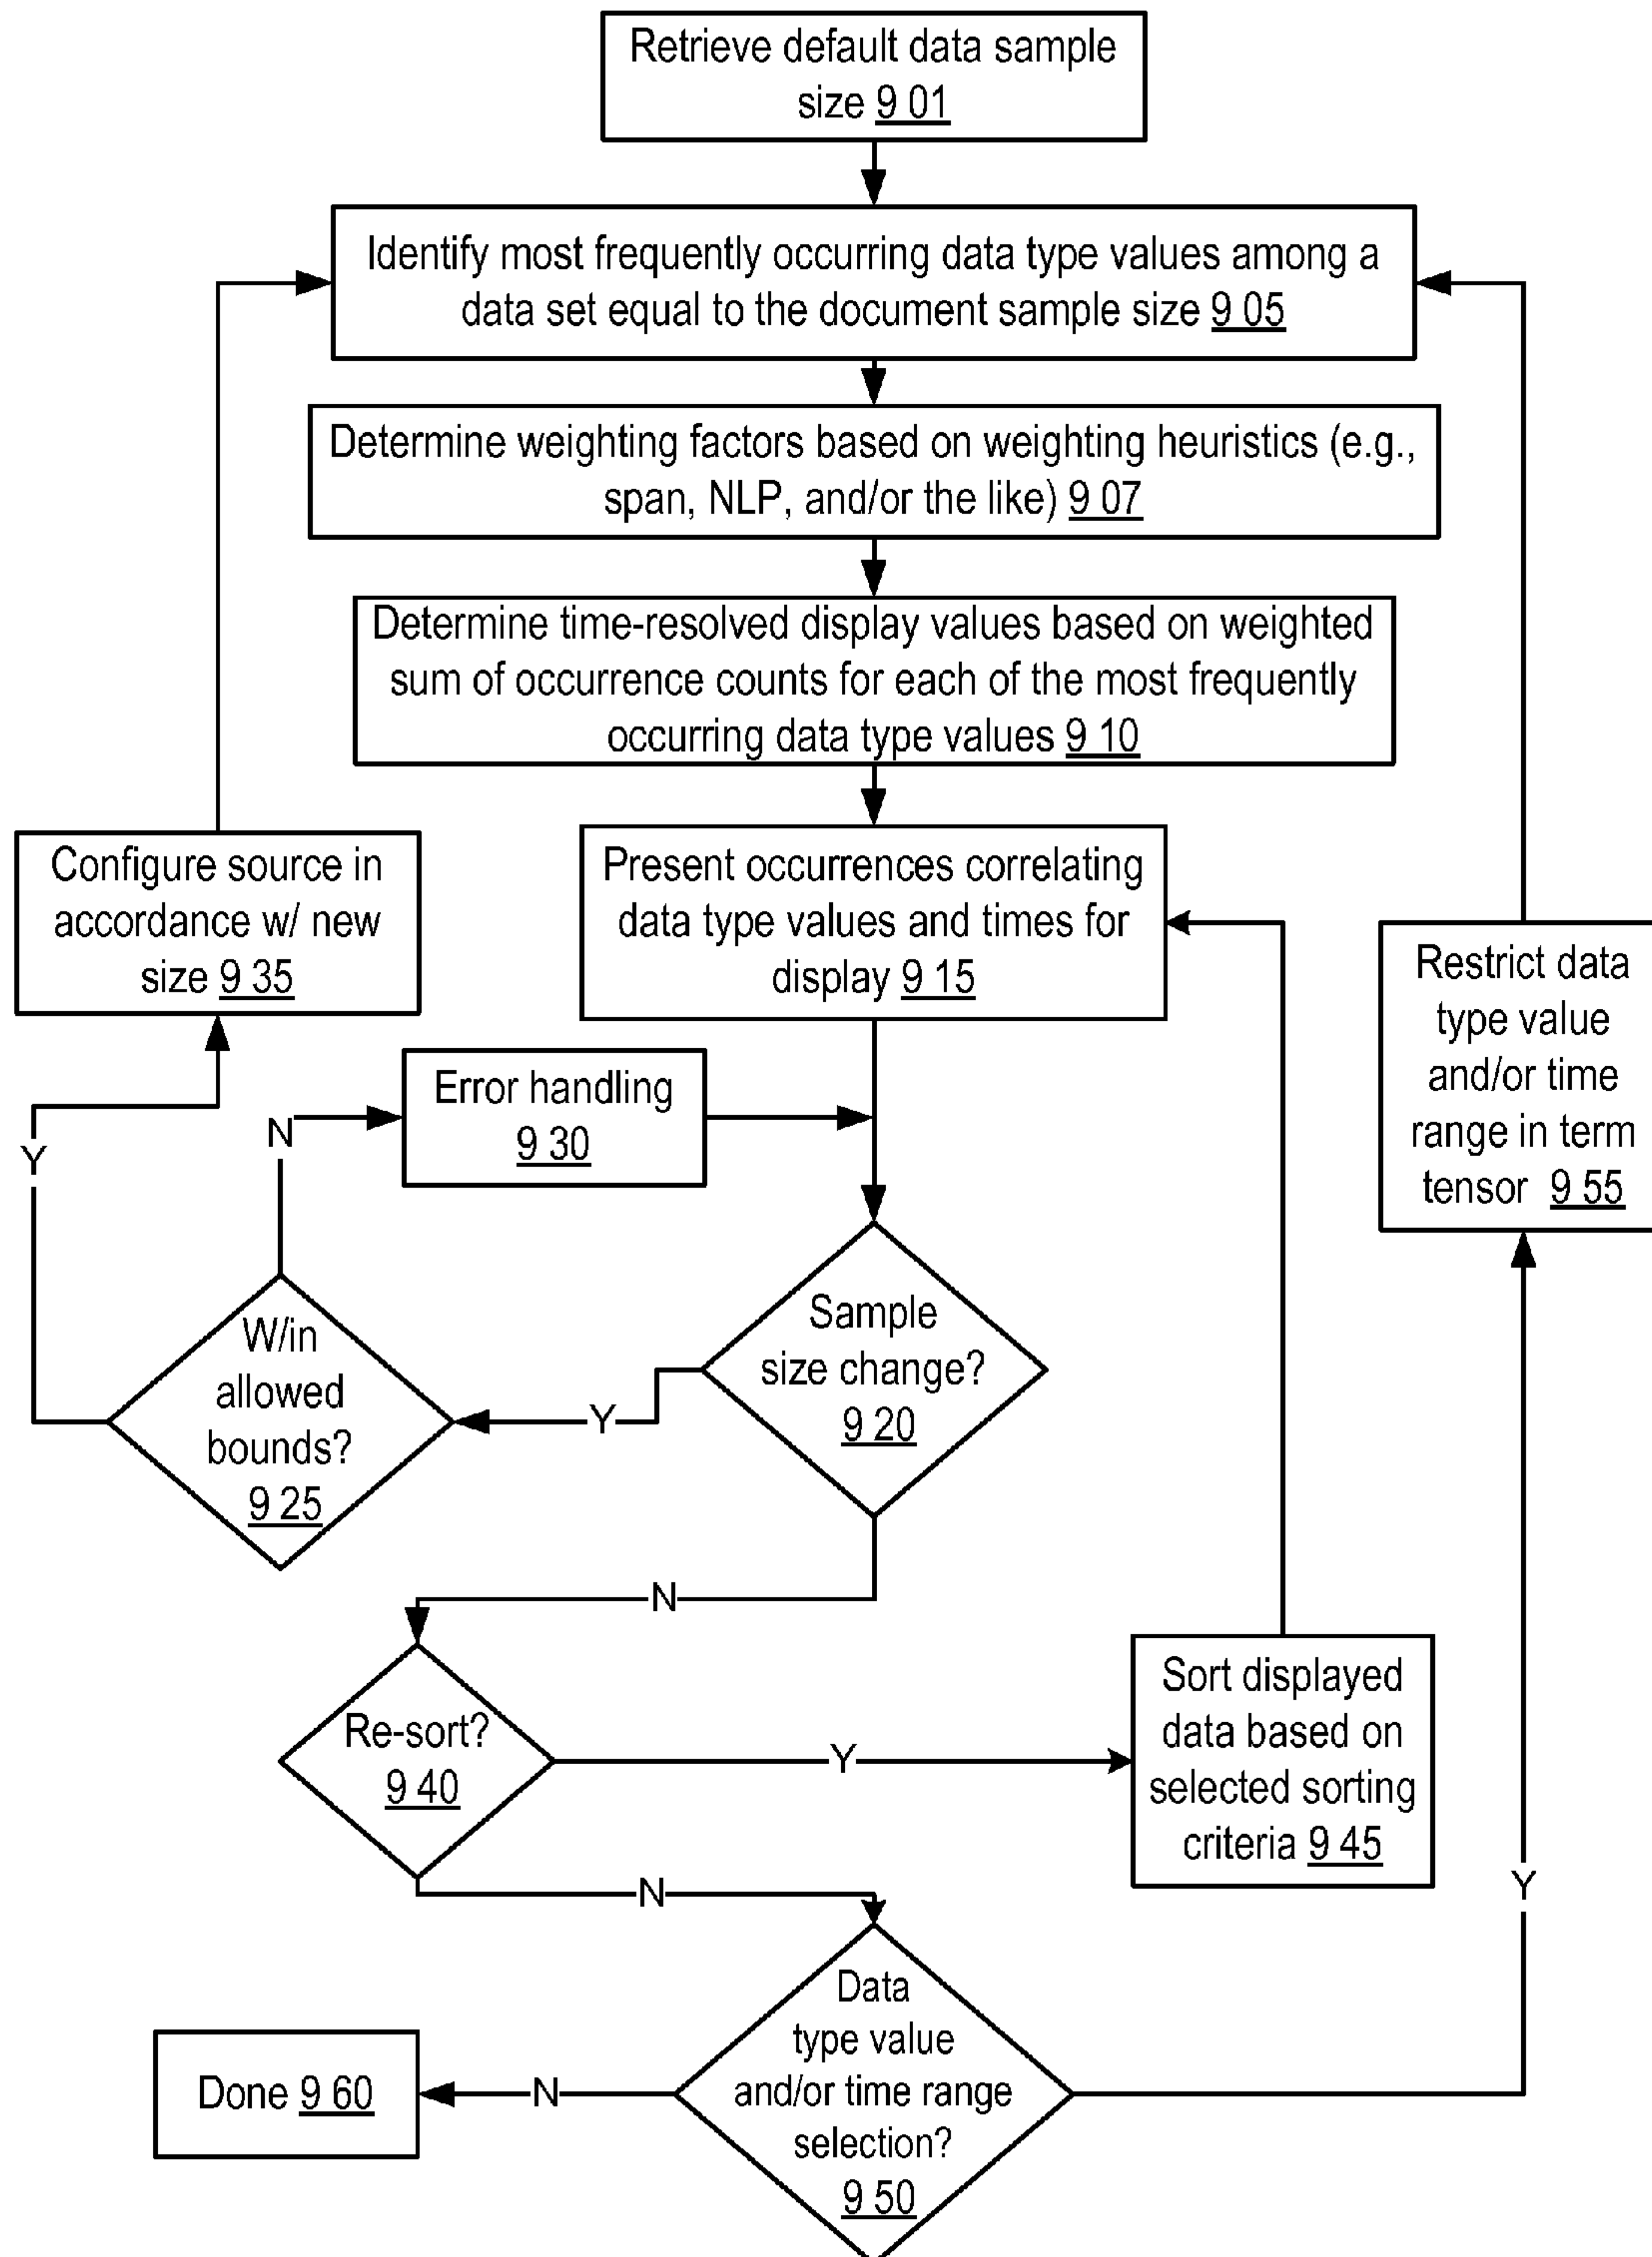 Retrieve default data sample
size 9 01
Identify most frequently occurring data type values among a
data set equal to the document sample size 9 05
Determine weighting factors based on weighting heuristics (e.g.,
span, NLP, and/or the like) 9 07
Determine time-resolved display values based on weighted
sum of occurrence counts for each of the most frequently
occurring data type values 9 10
Configure source in
accordance w/ new
size 9 35
Present occurrences correlating
data type values and times for
display 9 15
Restrict data
type value
and/or time
range in term
tensor 9 55
Error handling
9 30
N
Y
W/in
allowed
bounds?
9 25
Sample
size change?
9 20
Y
N
Re-sort?
9 40
Y
Sort displayed
data based on
selected sorting
criteria 9 45
N
Y
Data
type value
and/or time range
selection?
9 50
N
Done 9 60